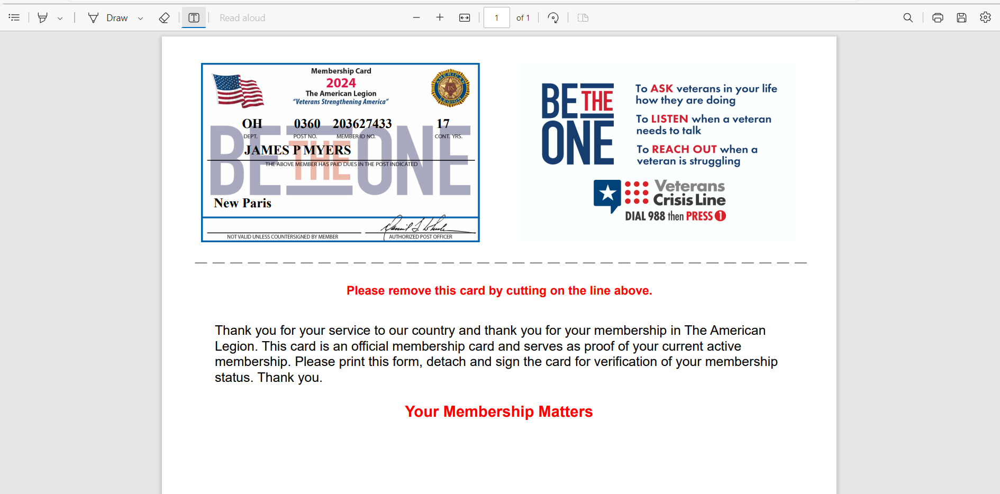 Draw
Read aloud
1 of 1
Membership Card
2024
The American Legion
“Veterans Strengthening America”
AMERICAN
US
LEGION
OH 0360 203627433 17
DEPT. POST NO. MEMBER ID NO. CONT. YRS.
JAMES P MYERS
THE ABOVE MEMBER HAS PAID DUES IN THE POST INDICATED
BE THE ONE
New Paris
NOT VALID UNLESS COUNTERSIGNED BY MEMBER
AUTHORIZED POST OFFICER
BE THE
ONE
To ASK veterans in your life
how they are doing
To LISTEN when a veteran
needs to talk
To REACH OUT when a
veteran is struggling
Veterans
Crisis Line
DIAL 988 then PRESS 1
Please remove this card by cutting on the line above.
Thank you for your service to our country and thank you for your membership in The American
Legion. This card is an official membership card and serves as proof of your current active
membership. Please print this form, detach and sign the card for verification of your membership
status. Thank you.
Your Membership Matters